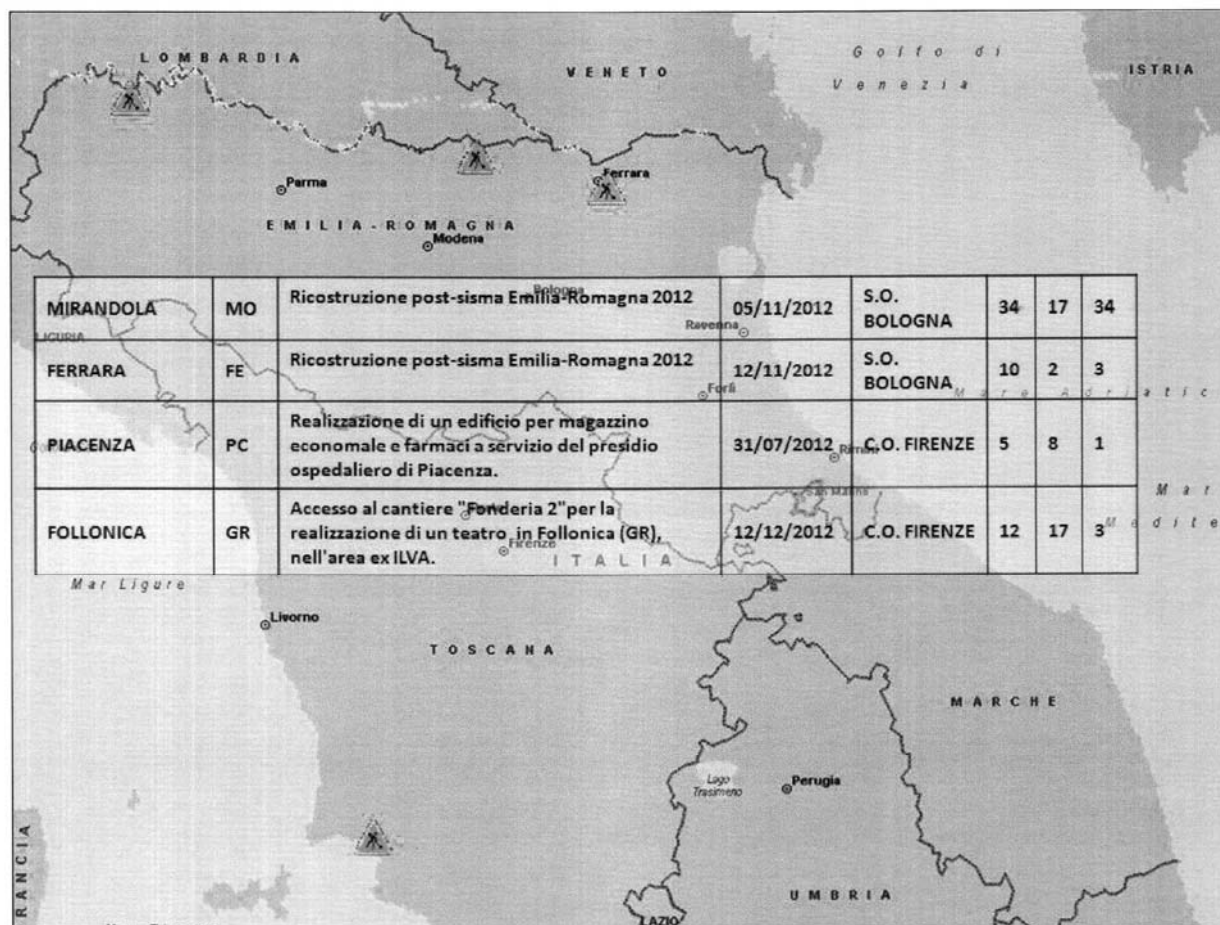 LOMBARDIA
VENETO
Golfo di
Venezia
ISTRIA
Parma
Ferrara
EMILIA-ROMAGNA
Modena
MIRANDOLA MO Ricostruzione post-sisma Emilia-Romagna 2012 05/11/2012 S.O. BOLOGNA 34 17 34
Bologna
Ravenna
LIGURIA
FERRARA FE Ricostruzione post-sisma Emilia-Romagna 2012 12/11/2012 S.O. BOLOGNA 10 2 3
Forlì
Mare Adriatic
PIACENZA PC Realizzazione di un edificio per magazzino
economale e farmaci a servizio del presidio
ospedaliero di Piacenza. 31/07/2012 C.O. FIRENZE 5 8 1
Rimini
San Marino
Mar
Medite
FOLLONICA GR Accesso al cantiere "Fonderia 2"per la
realizzazione di un teatro in Follonica (GR),
nell'area ex ILVA. 12/12/2012 C.O. FIRENZE 12 17 3
Firenze
ITALIA
Mar Ligure
Livorno
TOSCANA
MARCHE
Lago
Trasimeno
Perugia
RANCIA
UMBRIA
LAZIO